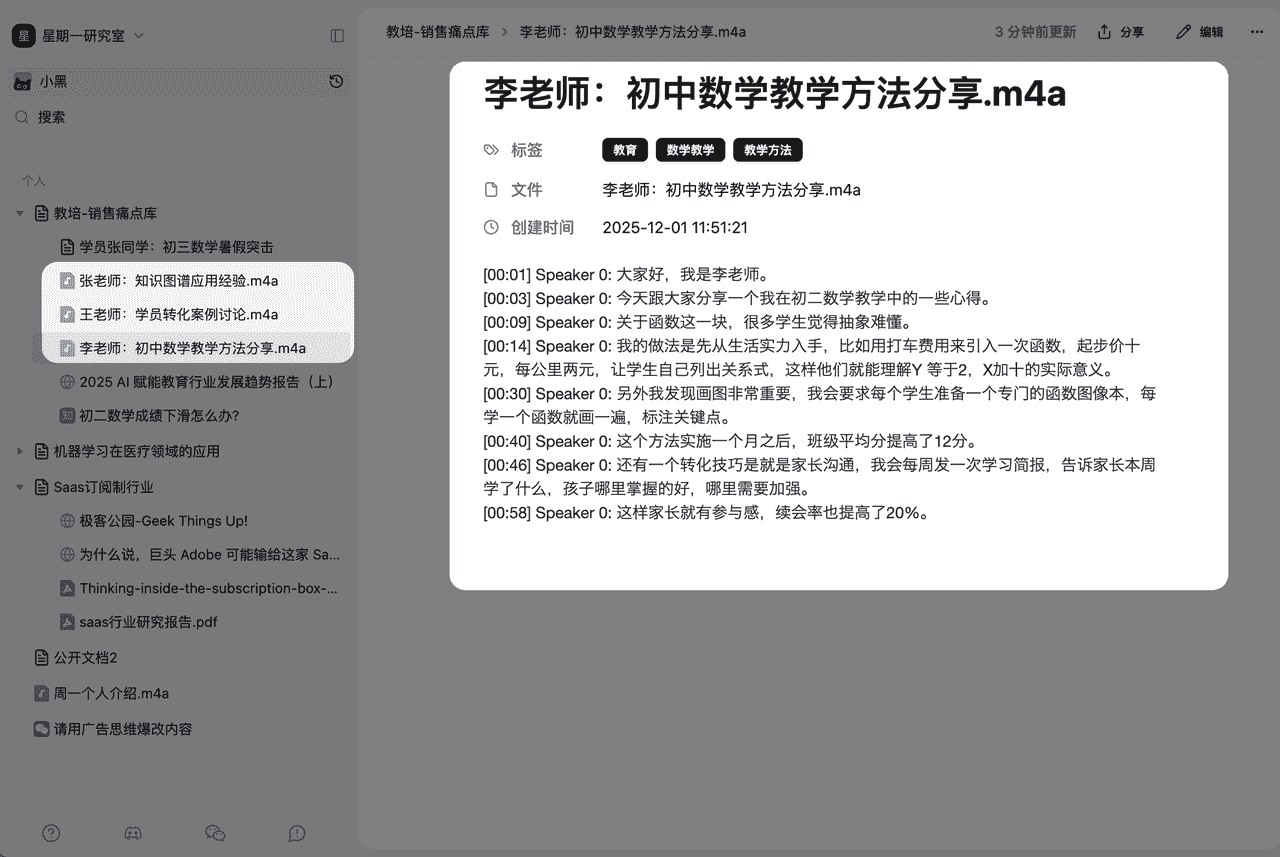 星 星期一研究室
小黑
搜索
个人
教培-销售痛点库
学员张同学：初三数学暑假突击
张老师：知识图谱应用经验.m4a
王老师：学员转化案例讨论.m4a
李老师：初中数学教学方法分享.m4a
2025 AI 赋能教育行业发展趋势报告（上）
知 初二数学成绩下滑怎么办?
机器学习在医疗领域的应用
Saas订阅制行业
极客公园-Geek Things Up!
为什么说，巨头 Adobe 可能输给这家 Sa...
Thinking-inside-the-subscription-box-...
saas行业研究报告.pdf
公开文档2
周一个人介绍.m4a
请用广告思维爆改内容
教培-销售痛点库 > 李老师：初中数学教学方法分享.m4a
3 分钟前更新 分享 编辑 ...
李老师：初中数学教学方法分享.m4a
标签 教育 数学教学 教学方法
文件 李老师：初中数学教学方法分享.m4a
创建时间 2025-12-01 11:51:21
[00:01] Speaker 0: 大家好，我是李老师。
[00:03] Speaker 0: 今天跟大家分享一个我在初二数学教学中的一些心得。
[00:09] Speaker 0: 关于函数这一块，很多学生觉得抽象难懂。
[00:14] Speaker 0: 我的做法是先从生活实力入手，比如用打车费用来引入一次函数，起步价十
元，每公里两元，让学生自己列出关系式，这样他们就能理解Y 等于2，X加十的实际意义。
[00:30] Speaker 0: 另外我发现画图非常重要，我会要求每个学生准备一个专门的函数图像本，每
学一个函数就画一遍，标注关键点。
[00:40] Speaker 0: 这个方法实施一个月之后，班级平均分提高了12分。
[00:46] Speaker 0: 还有一个转化技巧是就是家长沟通，我会每周发一次学习简报，告诉家长本周
学了什么，孩子哪里掌握的好，哪里需要加强。
[00:58] Speaker 0: 这样家长就有参与感，续会率也提高了20%。